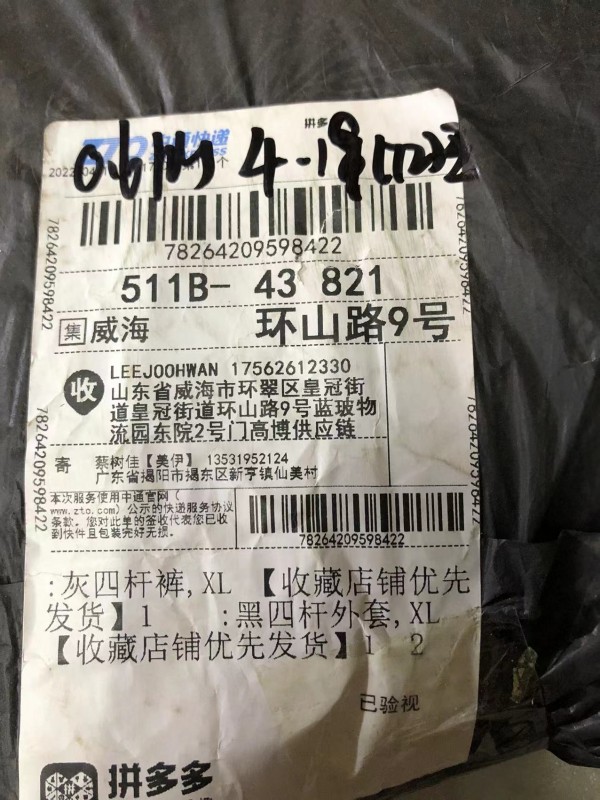 拼多
快递
4-19
78264209598422
511B- 43 821
集 威海 环山路9号
收
LEEJOOHWAN 17562612330
山东省威海市环翠区皇冠街
道皇冠街道环山路9号蓝玻物
流园东院2号门高博供应链
寄 蔡树佳【美伊】 13531952124
广东省揭阳市揭东区新亨镇仙美村
本次服务使用中通官网(
www.zto.com) 公示的快递服务协议
条款。您对此单的签收代表您已收
到快件且包装完好无损。
78264209598422
78264209598422
78264209598422
78264209598422
78264209598422
:灰四杆裤,XL 【收藏店铺优先
发货】1 :黑四杆外套,XL
【收藏店铺优先发货】1 2
已验视
拼多多